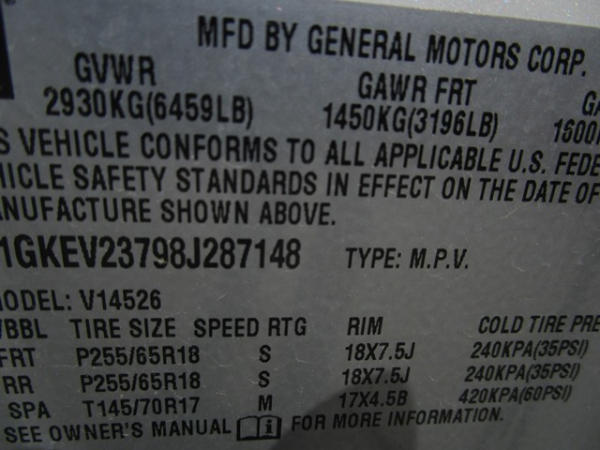 MFD BY GENERAL MOTORS CORP.
GVWR GAWR FRT
2930KG(6459LB) 1450KG(3196LB)
VEHICLE CONFORMS TO ALL APPLICABLE U.S. FEDE
HICLE SAFETY STANDARDS IN EFFECT ON THE DATE OF
ANUFACTURE SHOWN ABOVE.
1GKEV23798J287148 TYPE: M.P.V.
MODEL: V14526
TIRE SIZE SPEED RTG RIM COLD TIRE PRE
FRT P255/65R18 S 18X7.5J 240KPA(35PSI)
RR P255/65R18 S 18X7.5J 240KPA(35PSI)
SPA T145/70R17 M 17X4.5B 420KPA(60PSI)
SEE OWNER'S MANUAL FOR MORE INFORMATION.